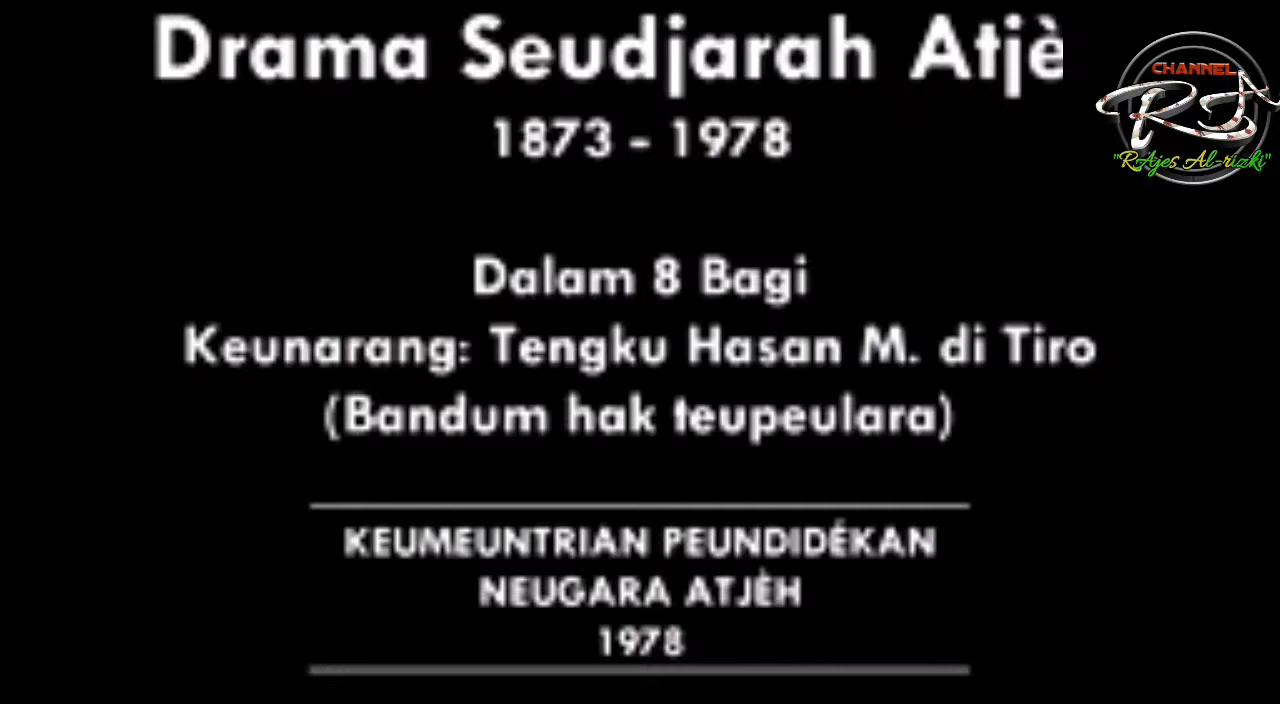 Drama Seudjarah Atjè
1873 - 1978
Dalam 8 Bagi
Keunarang: Tengku Hasan M. di Tiro
(Bandum hak teupeulara)
KEUMEUNTRIAN PEUNDIDÉKAN
NEUGARA ATJÈH
1978
CHANNEL
RJ
"RAjes Al-rizki"